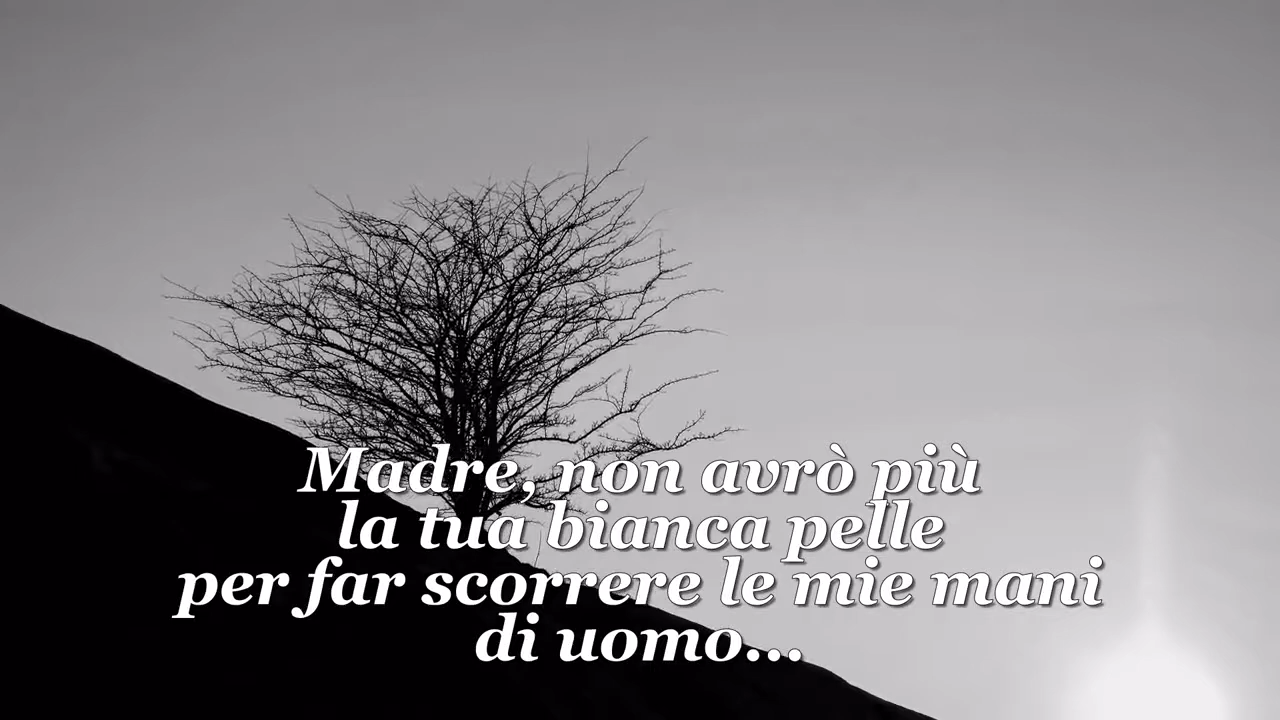 Madre, non avrò più
la tua bianca pelle
per far scorrere le mie mani
di uomo...